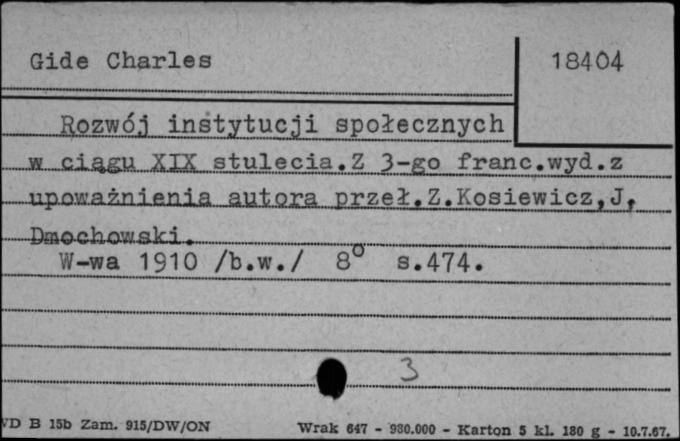 Gide Charles
18404
Rozwój instytucji społecznych
w ciągu XIX stulecia.Z 3-go franc.wyd.z
upoważnienia autora przeł.Z.Kosiewicz,J.
Dmochowski.
W-wa 1910 /b.w./ 8° s.474.
3
VD B 15b Zam. 915/DW/ON
Wrak 647 - 980.000 - Karton 5 kl. 180 g - 10.7.67.